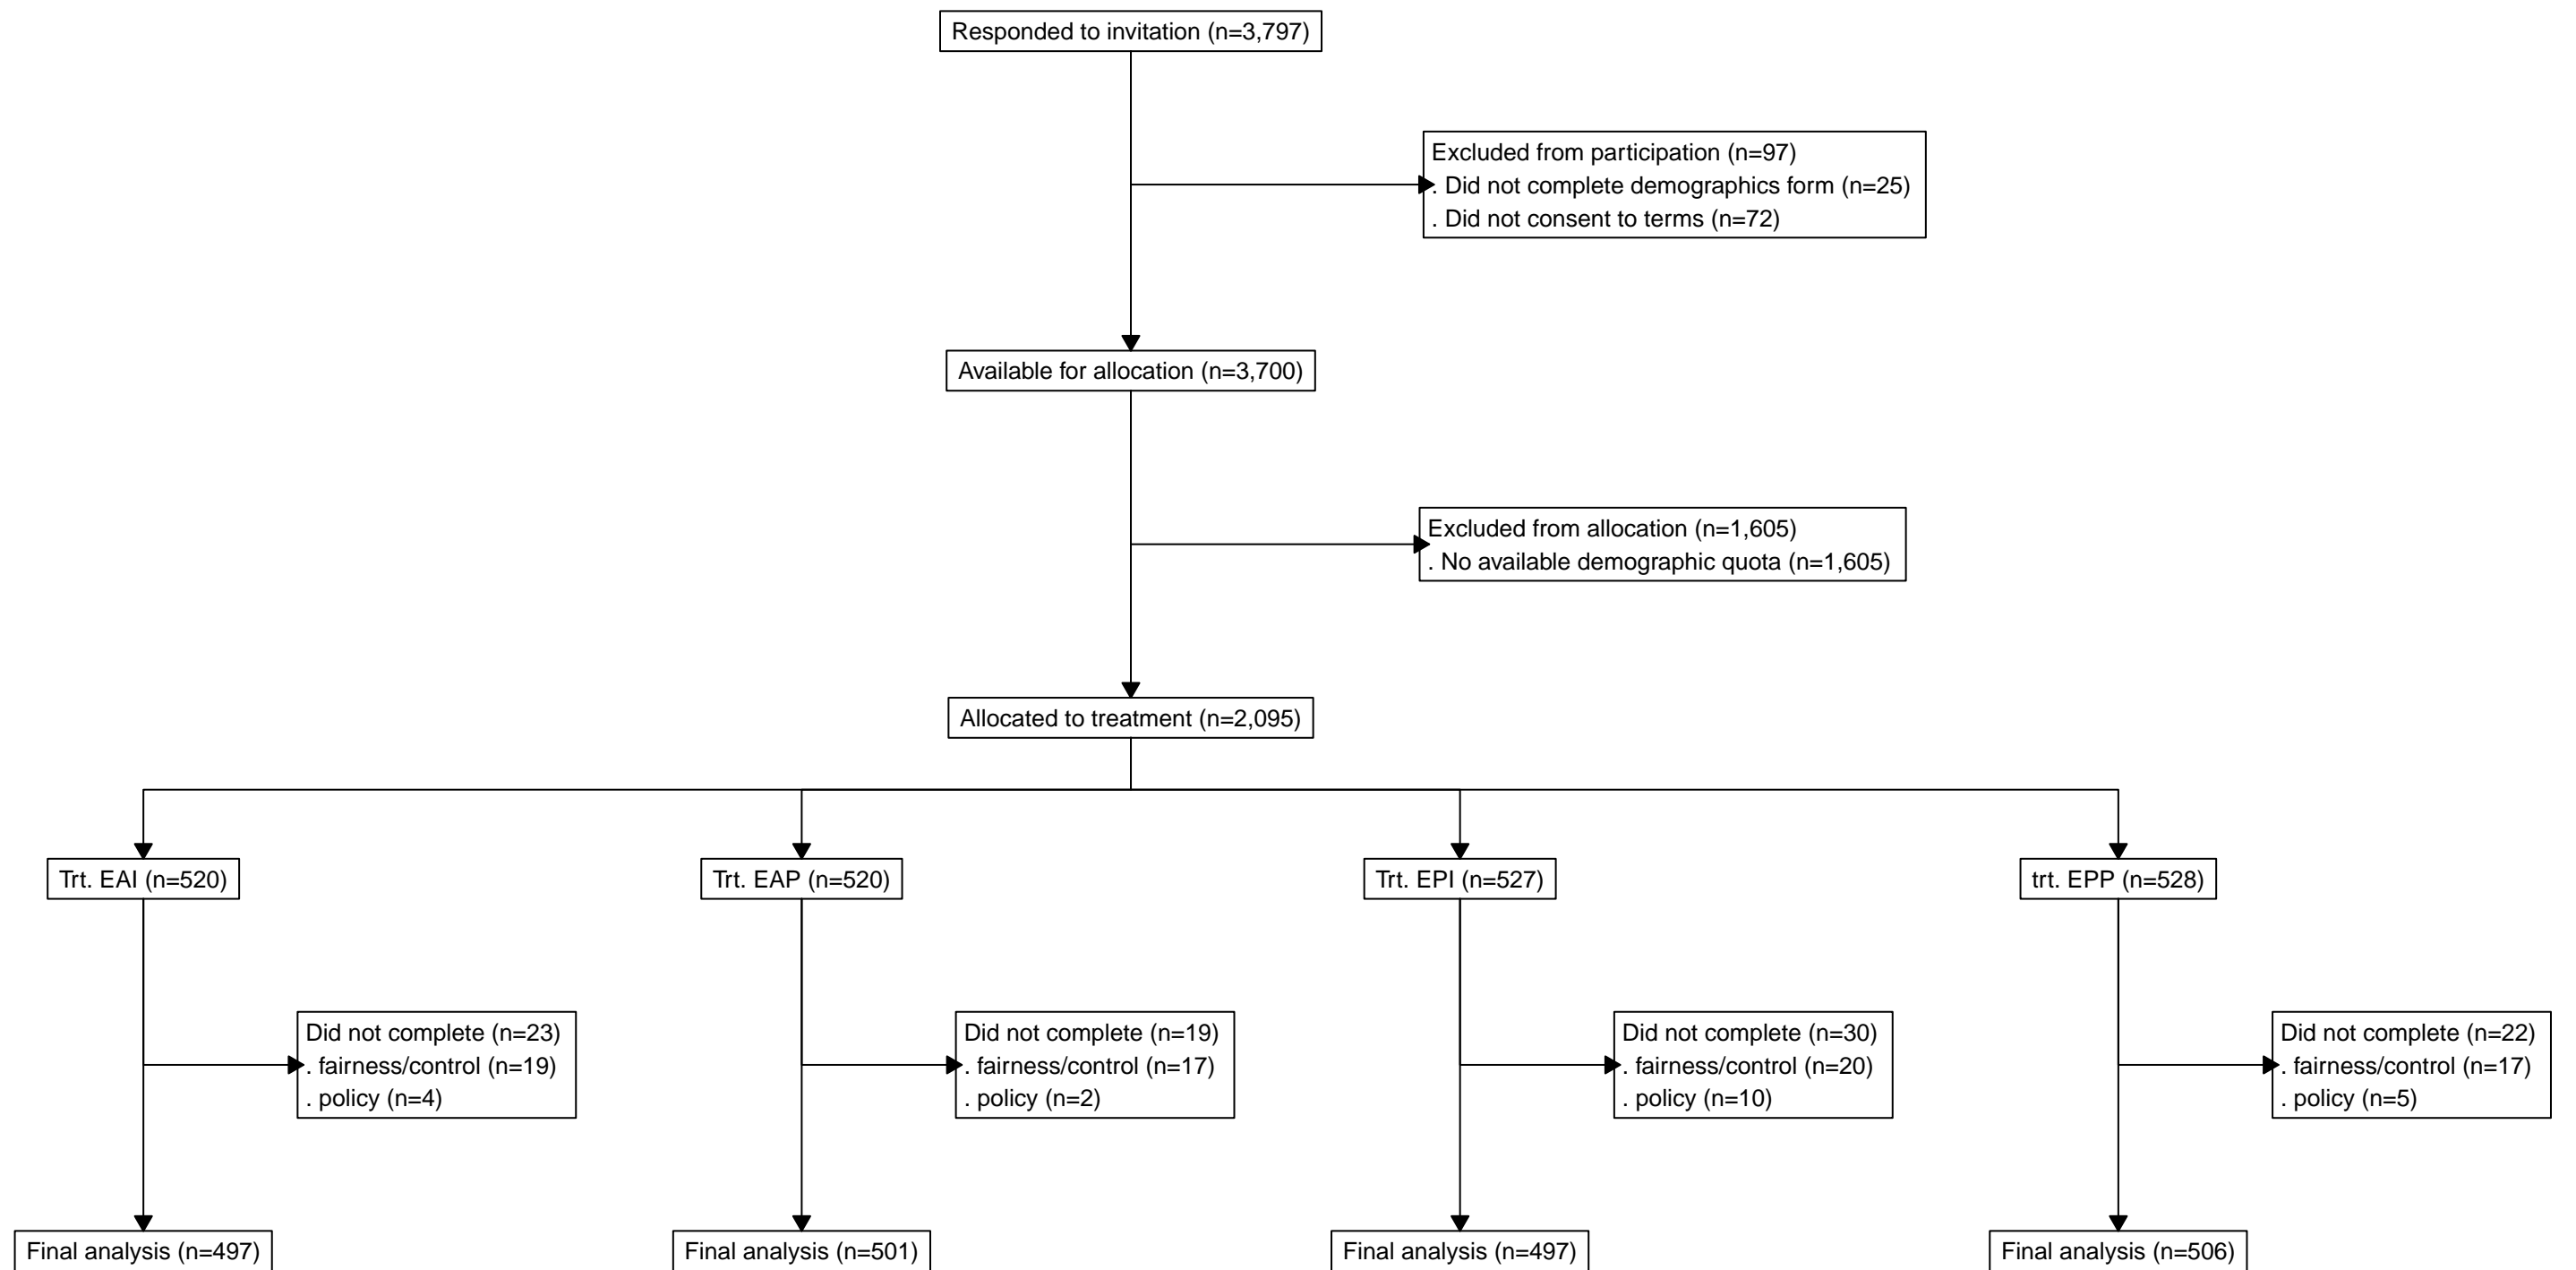 Responded to invitation (n=3,797)
Excluded from participation (n=97)
. Did not complete demographics form (n=25)
. Did not consent to terms (n=72)
Available for allocation (n=3,700)
Excluded from allocation (n=1,605)
. No available demographic quota (n=1,605)
Allocated to treatment (n=2,095)
Trt. EAI (n=520)
Trt. EAP (n=520)
Trt. EPI (n=527)
trt. EPP (n=528)
Did not complete (n=23)
. fairness/control (n=19)
. policy (n=4)
Did not complete (n=19)
. fairness/control (n=17)
. policy (n=2)
Did not complete (n=30)
. fairness/control (n=20)
. policy (n=10)
Did not complete (n=22)
. fairness/control (n=17)
. policy (n=5)
Final analysis (n=497)
Final analysis (n=501)
Final analysis (n=497)
Final analysis (n=506)